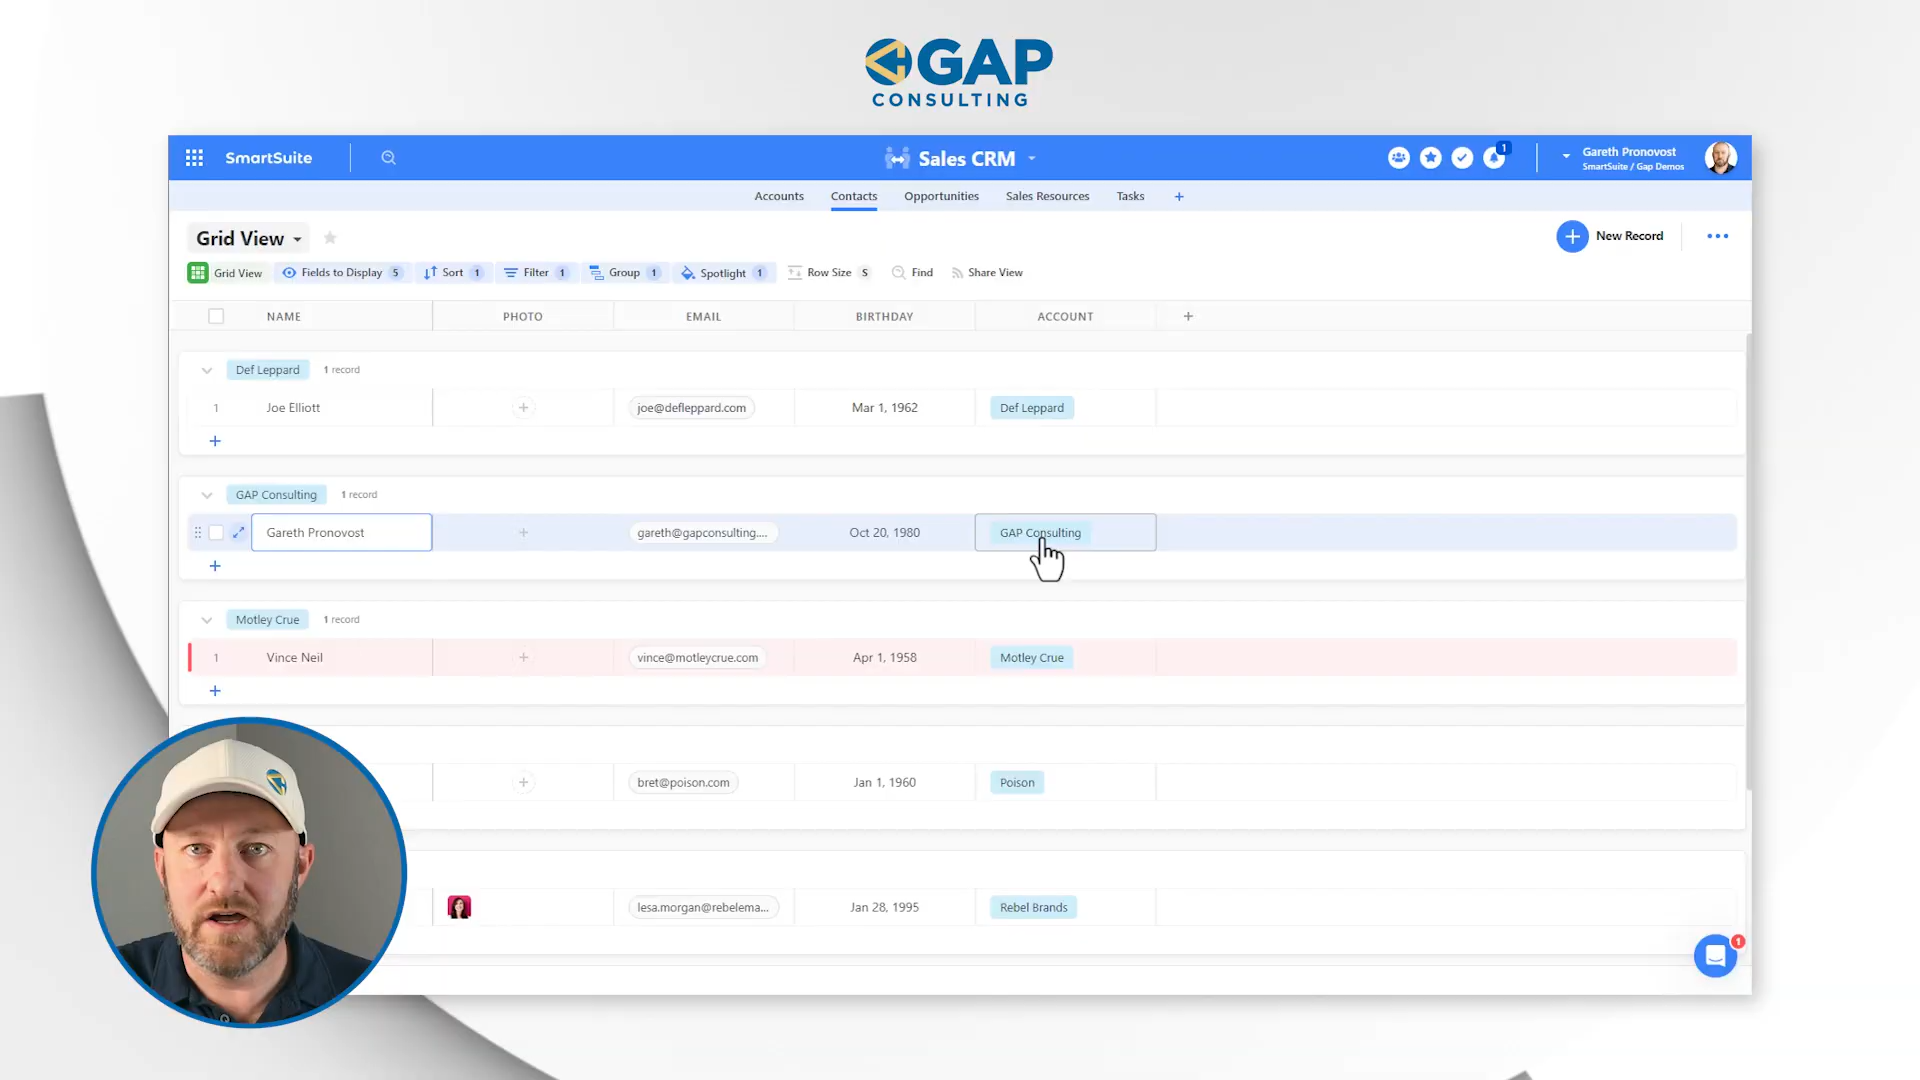 GAP
CONSULTING
SmartSuite
Sales CRM
1
Gareth Pronovost
SmartSuite / Gap Demos
Accounts
Contacts
Opportunities
Sales Resources
Tasks
+
Grid View
New Record
Grid View
Fields to Display 5
Sort 1
Filter 1
Group 1
Spotlight 1
Row Size S
Find
Share View
NAME
PHOTO
EMAIL
BIRTHDAY
ACCOUNT
+
Def Leppard
1 record
1
Joe Elliott
+
joe@defleppard.com
Mar 1, 1962
Def Leppard
+
GAP Consulting
1 record
Gareth Pronovost
+
gareth@gapconsulting....
Oct 20, 1980
GAP Consulting
+
Motley Crue
1 record
1
Vince Neil
+
vince@motleycrue.com
Apr 1, 1958
Motley Crue
+
+
bret@poison.com
Jan 1, 1960
Poison
lesa.morgan@rebelema...
Jan 28, 1995
Rebel Brands
1